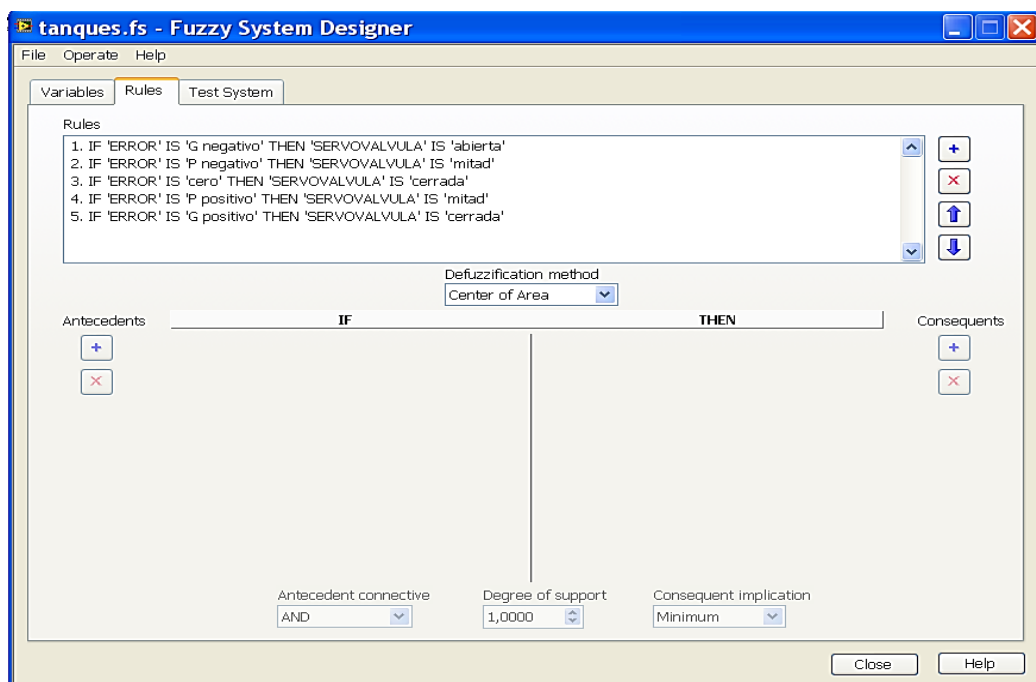 tanques.fs - Fuzzy System Designer
File Operate Help
Variables Rules Test System
Rules
1. IF 'ERROR' IS 'G negativo' THEN 'SERVOVALVULA' IS 'abierta'
2. IF 'ERROR' IS 'P negativo' THEN 'SERVOVALVULA' IS 'mitad'
3. IF 'ERROR' IS 'cero' THEN 'SERVOVALVULA' IS 'cerrada'
4. IF 'ERROR' IS 'P positivo' THEN 'SERVOVALVULA' IS 'mitad'
5. IF 'ERROR' IS 'G positivo' THEN 'SERVOVALVULA' IS 'cerrada'
Defuzzification method
Center of Area
Antecedents IF THEN Consequents
Antecedent connective Degree of support Consequent implication
AND 1,0000 Minimum
Close Help